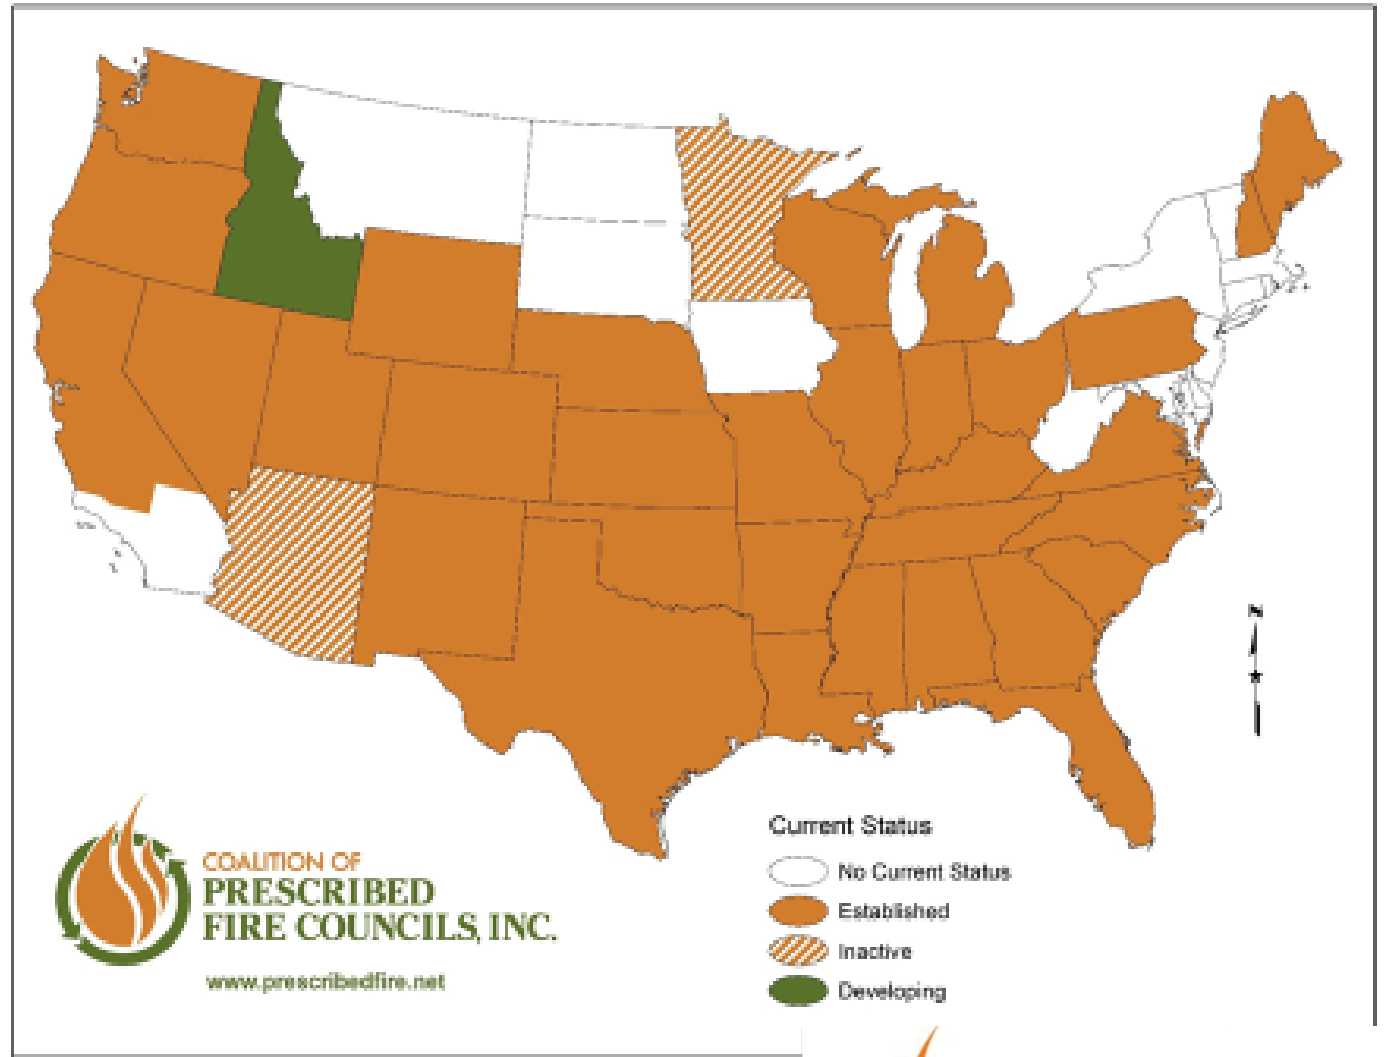 N
COALITION OF
PRESCRIBED
FIRE COUNCILS, INC.
www.prescribedfire.net
Current Status
No Current Status
Established
Inactive
Developing